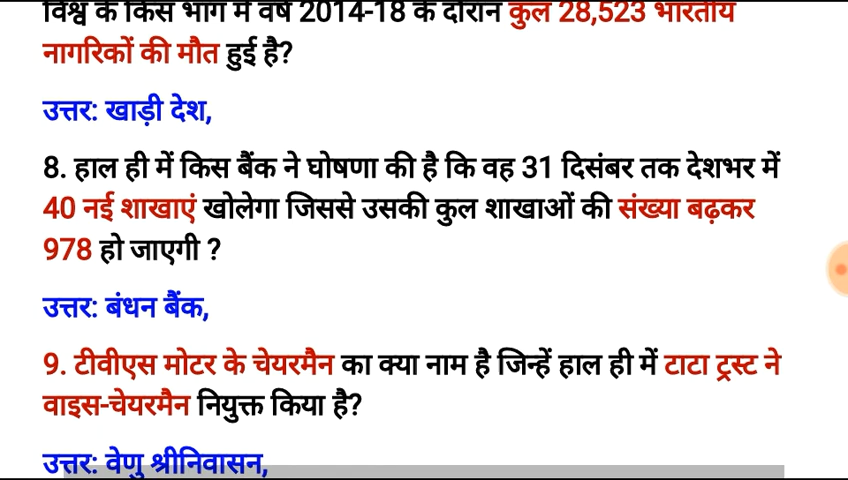 विश्व के किस भाग में वर्ष 2014-18 के दौरान कुल 28,523 भारतीय
नागरिकों की मौत हुई है?
उत्तर: खाड़ी देश,
8. हाल ही में किस बैंक ने घोषणा की है कि वह 31 दिसंबर तक देशभर में
40 नई शाखाएं खोलेगा जिससे उसकी कुल शाखाओं की संख्या बढ़कर
978 हो जाएगी ?
उत्तर: बंधन बैंक,
9. टीवीएस मोटर के चेयरमैन का क्या नाम है जिन्हें हाल ही में टाटा ट्रस्ट ने
वाइस-चेयरमैन नियुक्त किया है?
उत्तर: वेणु श्रीनिवासन,